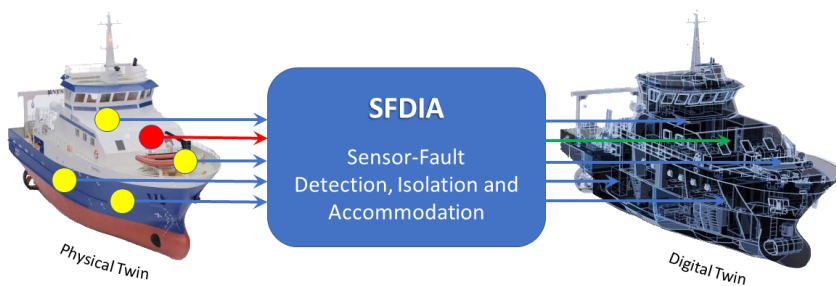 SFDIA
Sensor-Fault
Detection, Isolation and
Accommodation
Physical Twin
Digital Twin